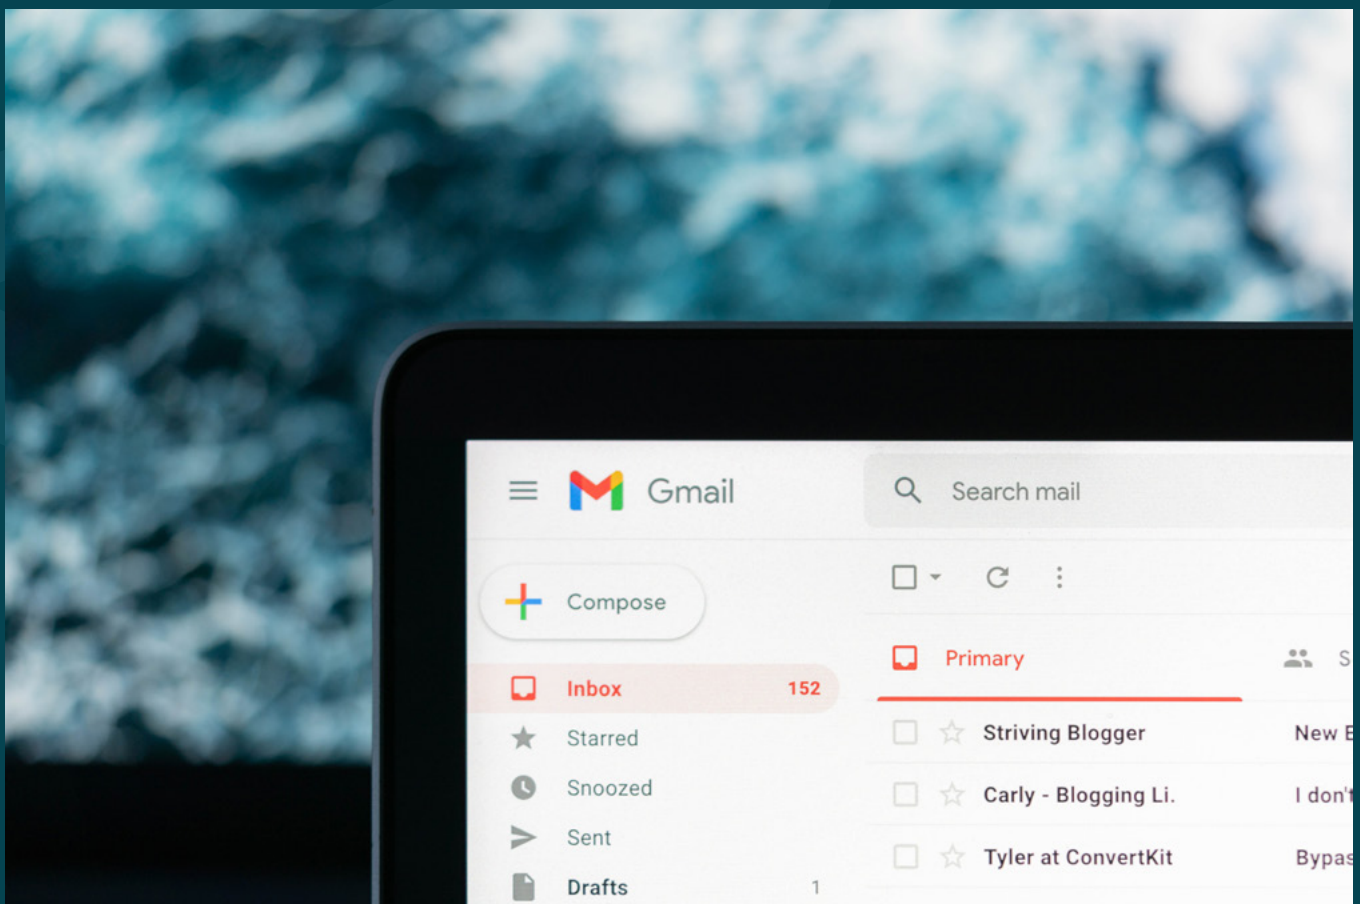 Gmail
Search mail
Compose
Primary
S
Inbox 152
Starred
Snoozed
Sent
Drafts 1
Striving Blogger New E
Carly - Blogging Li. I don't
Tyler at ConvertKit Bypas